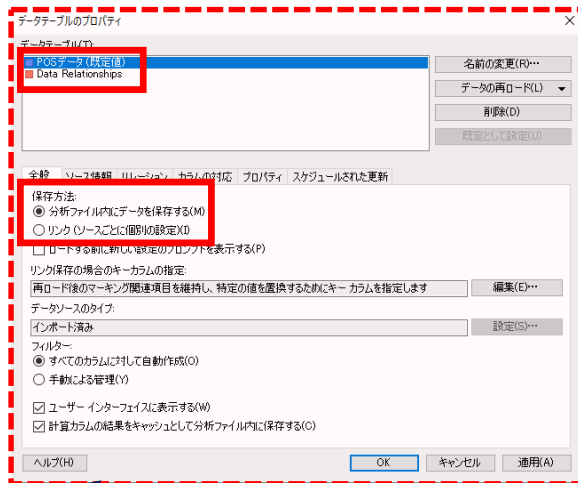 データテーブルのプロパティ
データテーブル(T):
POSデータ (既定値)
Data Relationships
名前の変更(R)...
データの再ロード(L)
削除(D)
既定として設定(U)
全般 ソース情報 リレーション カラムの対応 プロパティ スケジュールされた更新
保存方法:
分析ファイル内にデータを保存する(M)
リンク (ソースごとに個別の設定)(I)
ロードする前に新しい設定のプロンプトを表示する(P)
リンク保存の場合のキーカラムの指定:
再ロード後のマーキング関連項目を維持し、特定の値を置換するためにキー カラムを指定します
編集(E)...
データソースのタイプ:
インポート済み
設定(S)...
フィルター:
すべてのカラムに対して自動作成(O)
手動による管理(Y)
ユーザー インターフェイスに表示する(W)
計算カラムの結果をキャッシュとして分析ファイル内に保存する(C)
ヘルプ(H) OK キャンセル 適用(A)